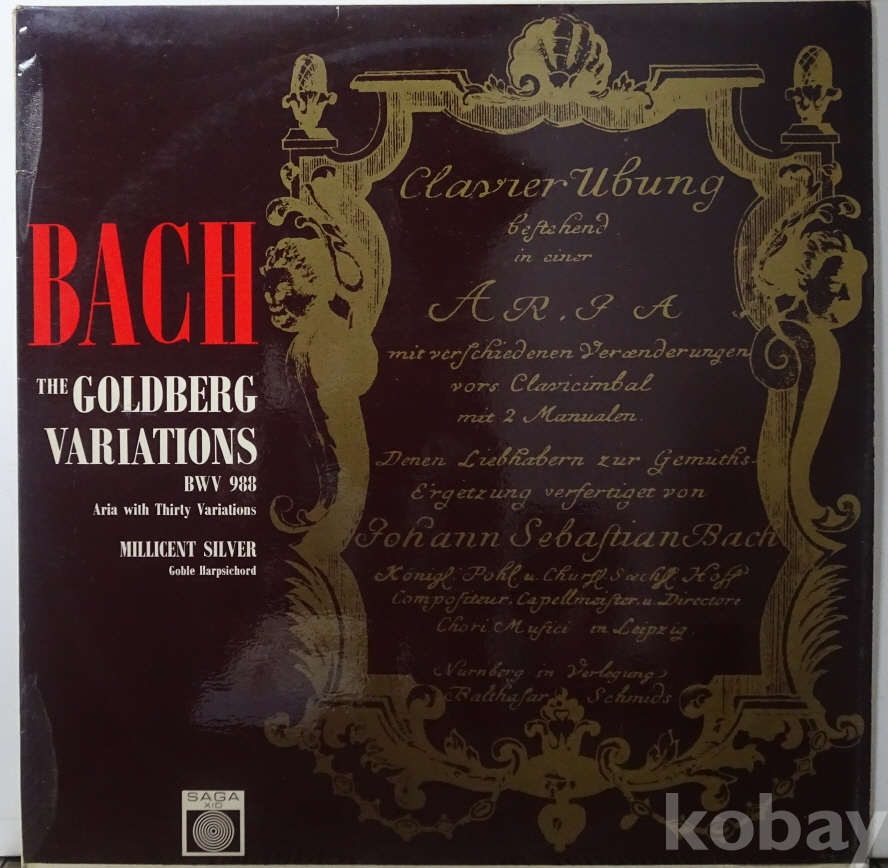 BACH
THE GOLDBERG
VARIATIONS
BWV 988
Aria with Thirty Variations
MILLICENT SILVER
Goble Harpsichord
Clavier Ubung
bestehend
in einer
ARIA
mit verschiedenen Verænderungen
vors Clavicimbal
mit 2 Manualen.
Denen Liebhabern zur Gemüths-
Ergetzung verfertiget von
Johann Sebastian Bach
Königl. Pohl. u. Churfl. Sæchs. Hoff
Compositeur, Capellmeister, u. Directore
Chori Musici in Leipzig.
Nürnberg in Verlegung
Balthasar Schmids
SAGA
XID
kobay